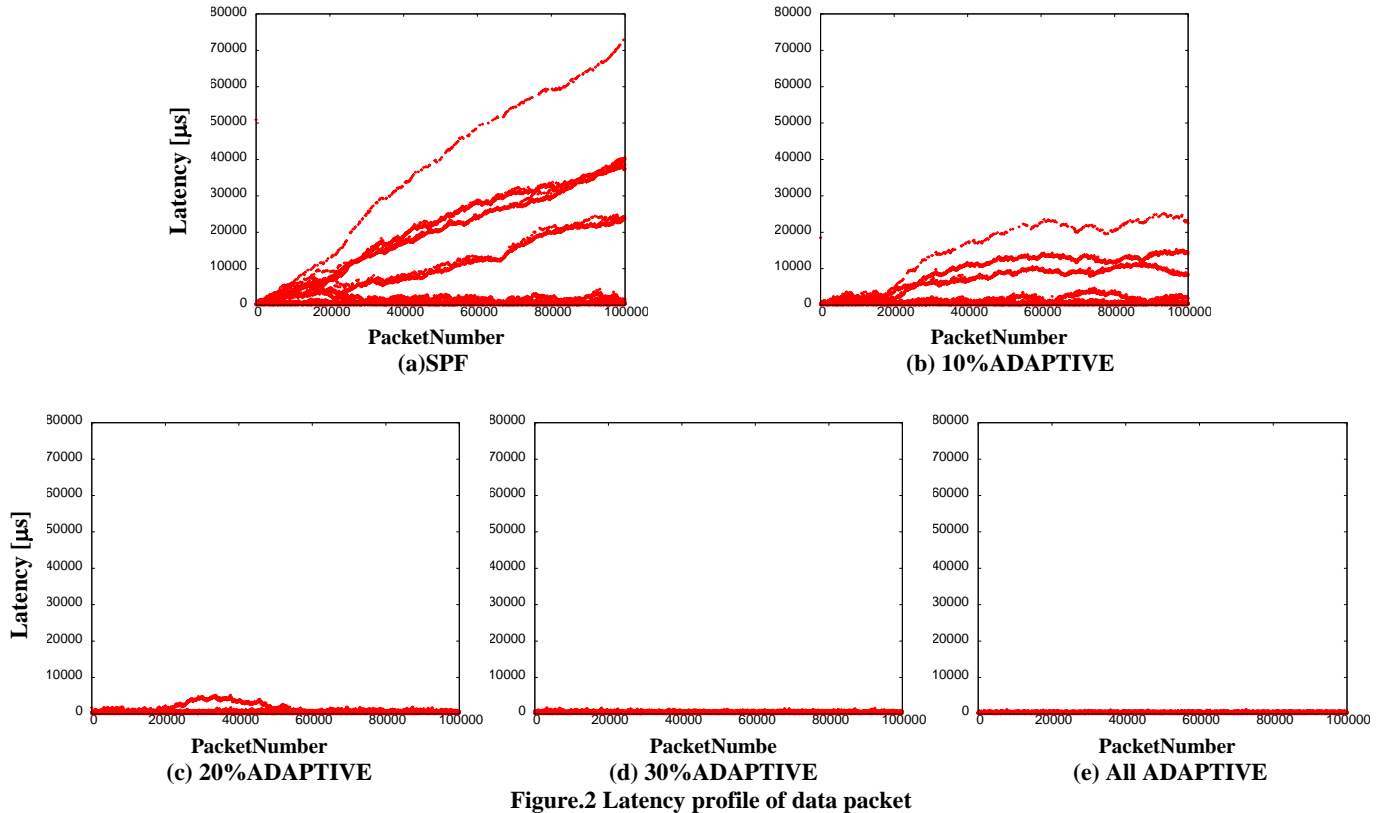 80000
70000
60000
50000
40000
30000
20000
10000
0
0 20000 40000 60000 80000 100000
Latency [µs]
PacketNumber
(a)SPF
80000
70000
60000
50000
40000
30000
20000
10000
0
0 20000 40000 60000 80000 100000
PacketNumber
(b) 10%ADAPTIVE
80000
70000
60000
50000
40000
30000
20000
10000
0
0 20000 40000 60000 80000 100000
Latency [µs]
PacketNumber
(c) 20%ADAPTIVE
80000
70000
60000
50000
40000
30000
20000
10000
0
0 20000 40000 60000 80000 100000
PacketNumbe
(d) 30%ADAPTIVE
80000
70000
60000
50000
40000
30000
20000
10000
0
0 20000 40000 60000 80000 100000
PacketNumber
(e) All ADAPTIVE
Figure.2 Latency profile of data packet